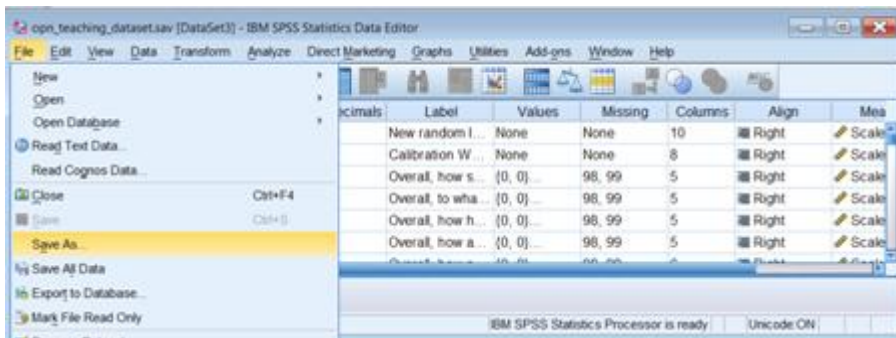 opn_teaching_dataset.sav [DataSet3] - IBM SPSS Statistics Data Editor
File Edit View Data Transform Analyze Direct Marketing Graphs Utilities Add-ons Window Help
New
Open
Open Database
Read Text Data...
Read Cognos Data...
Close Ctrl+F4
Save Ctrl+S
Save As...
Save All Data
Export to Database...
Mark File Read Only
ecimals Label Values Missing Columns Align Mea
New random l... None None 10 Right Scale
Calibration W... None None 8 Right Scale
Overall, how s... {0, 0}... 98, 99 5 Right Scale
Overall, to wha... {0, 0}... 98, 99 5 Right Scale
Overall, how h... {0, 0}... 98, 99 5 Right Scale
Overall, how a... {0, 0}... 98, 99 5 Right Scale
IBM SPSS Statistics Processor is ready Unicode:ON